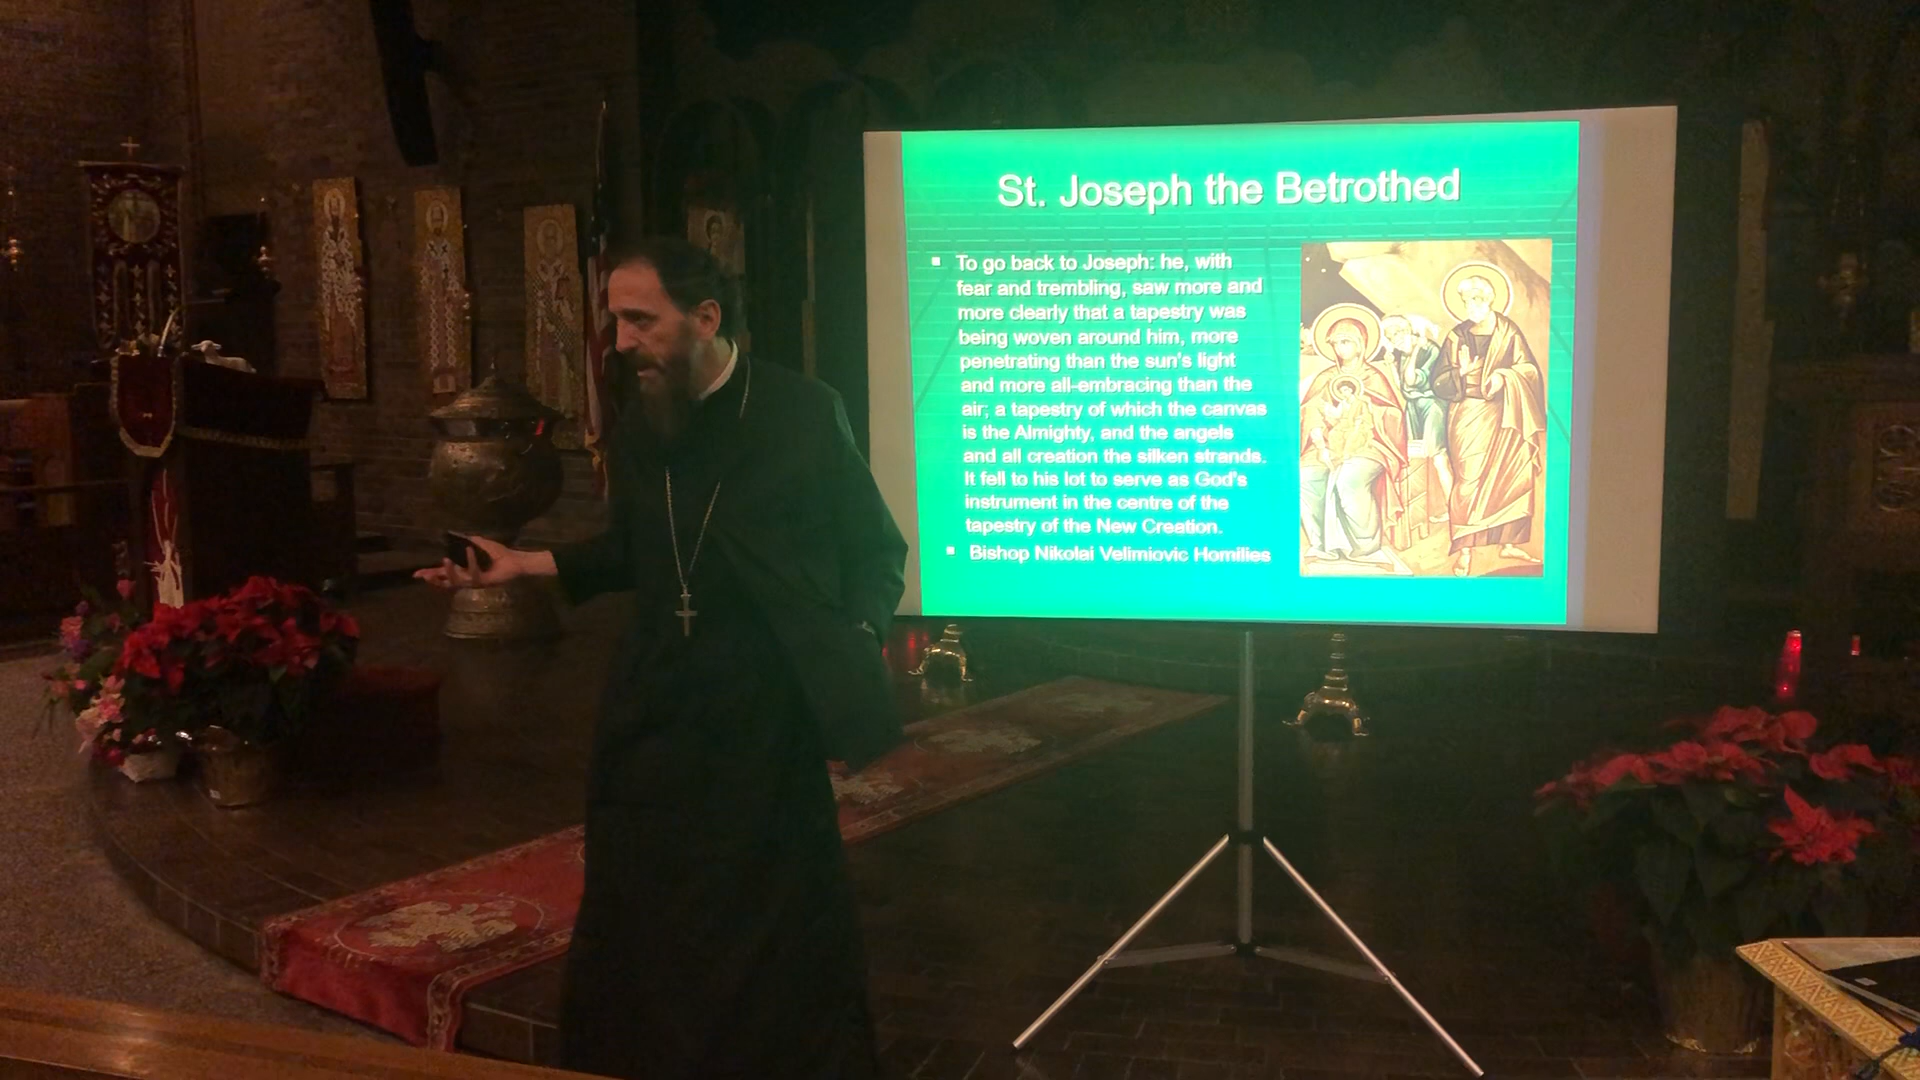 St. Joseph the Betrothed
To go back to Joseph: he, with
fear and trembling, saw more and
more clearly that a tapestry was
being woven around him, more
penetrating than the sun's light
and more all-embracing than the
air; a tapestry of which the canvas
is the Almighty, and the angels
and all creation the silken strands.
It fell to his lot to serve as God's
instrument in the centre of the
tapestry of the New Creation.
Bishop Nikolai Velimiovic Homilies